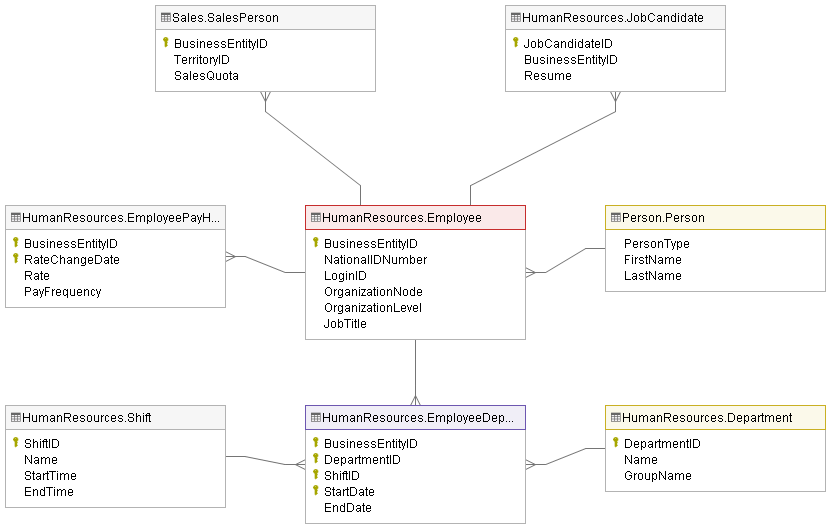 Sales.SalesPerson
BusinessEntityID
TerritoryID
SalesQuota
HumanResources.JobCandidate
JobCandidateID
BusinessEntityID
Resume
HumanResources.EmployeePayH...
BusinessEntityID
RateChangeDate
Rate
PayFrequency
HumanResources.Employee
BusinessEntityID
NationalIDNumber
LoginID
OrganizationNode
OrganizationLevel
JobTitle
Person.Person
PersonType
FirstName
LastName
HumanResources.Shift
ShiftID
Name
StartTime
EndTime
HumanResources.EmployeeDep...
BusinessEntityID
DepartmentID
ShiftID
StartDate
EndDate
HumanResources.Department
DepartmentID
Name
GroupName